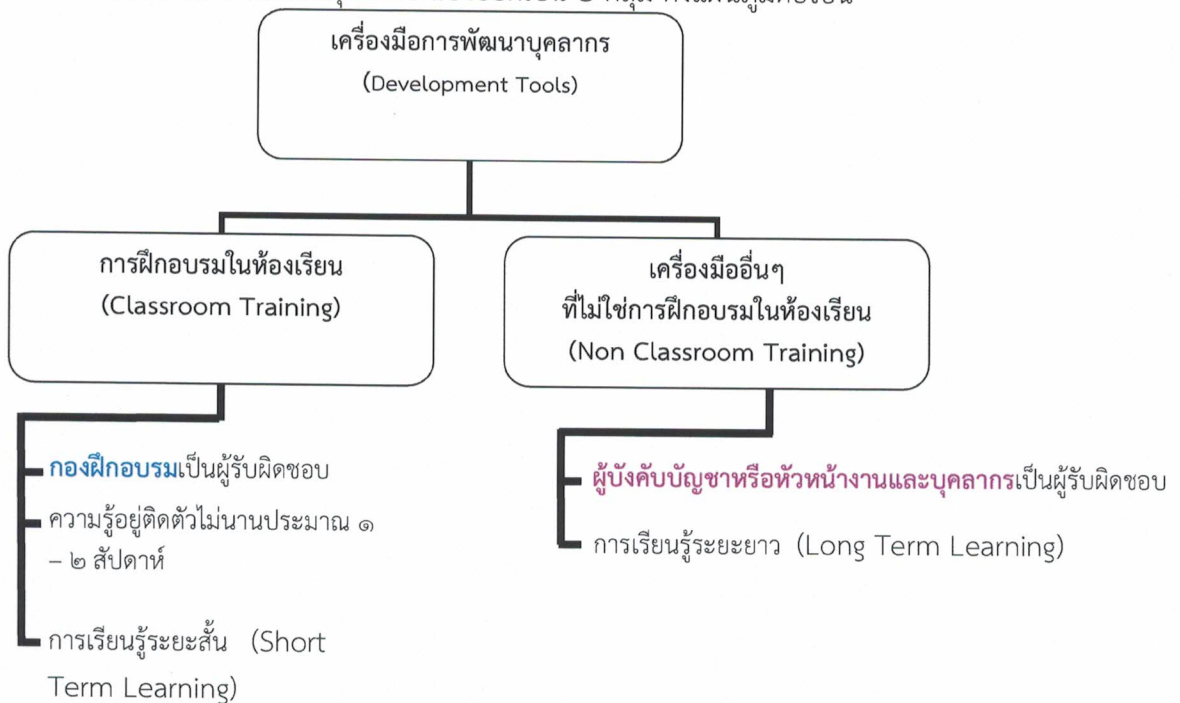 เครื่องมือการพัฒนาบุคลากร
(Development Tools)
การฝึกอบรมในห้องเรียน
(Classroom Training)
เครื่องมืออื่นๆ
ที่ไม่ใช่การฝึกอบรมในห้องเรียน
(Non Classroom Training)
กองฝึกอบรมเป็นผู้รับผิดชอบ
ความรู้อยู่ติดตัวไม่นานประมาณ ๑
– ๒ สัปดาห์
การเรียนรู้ระยะสั้น (Short
Term Learning)
ผู้บังคับบัญชาหรือหัวหน้างานและบุคลากรเป็นผู้รับผิดชอบ
การเรียนรู้ระยะยาว (Long Term Learning)